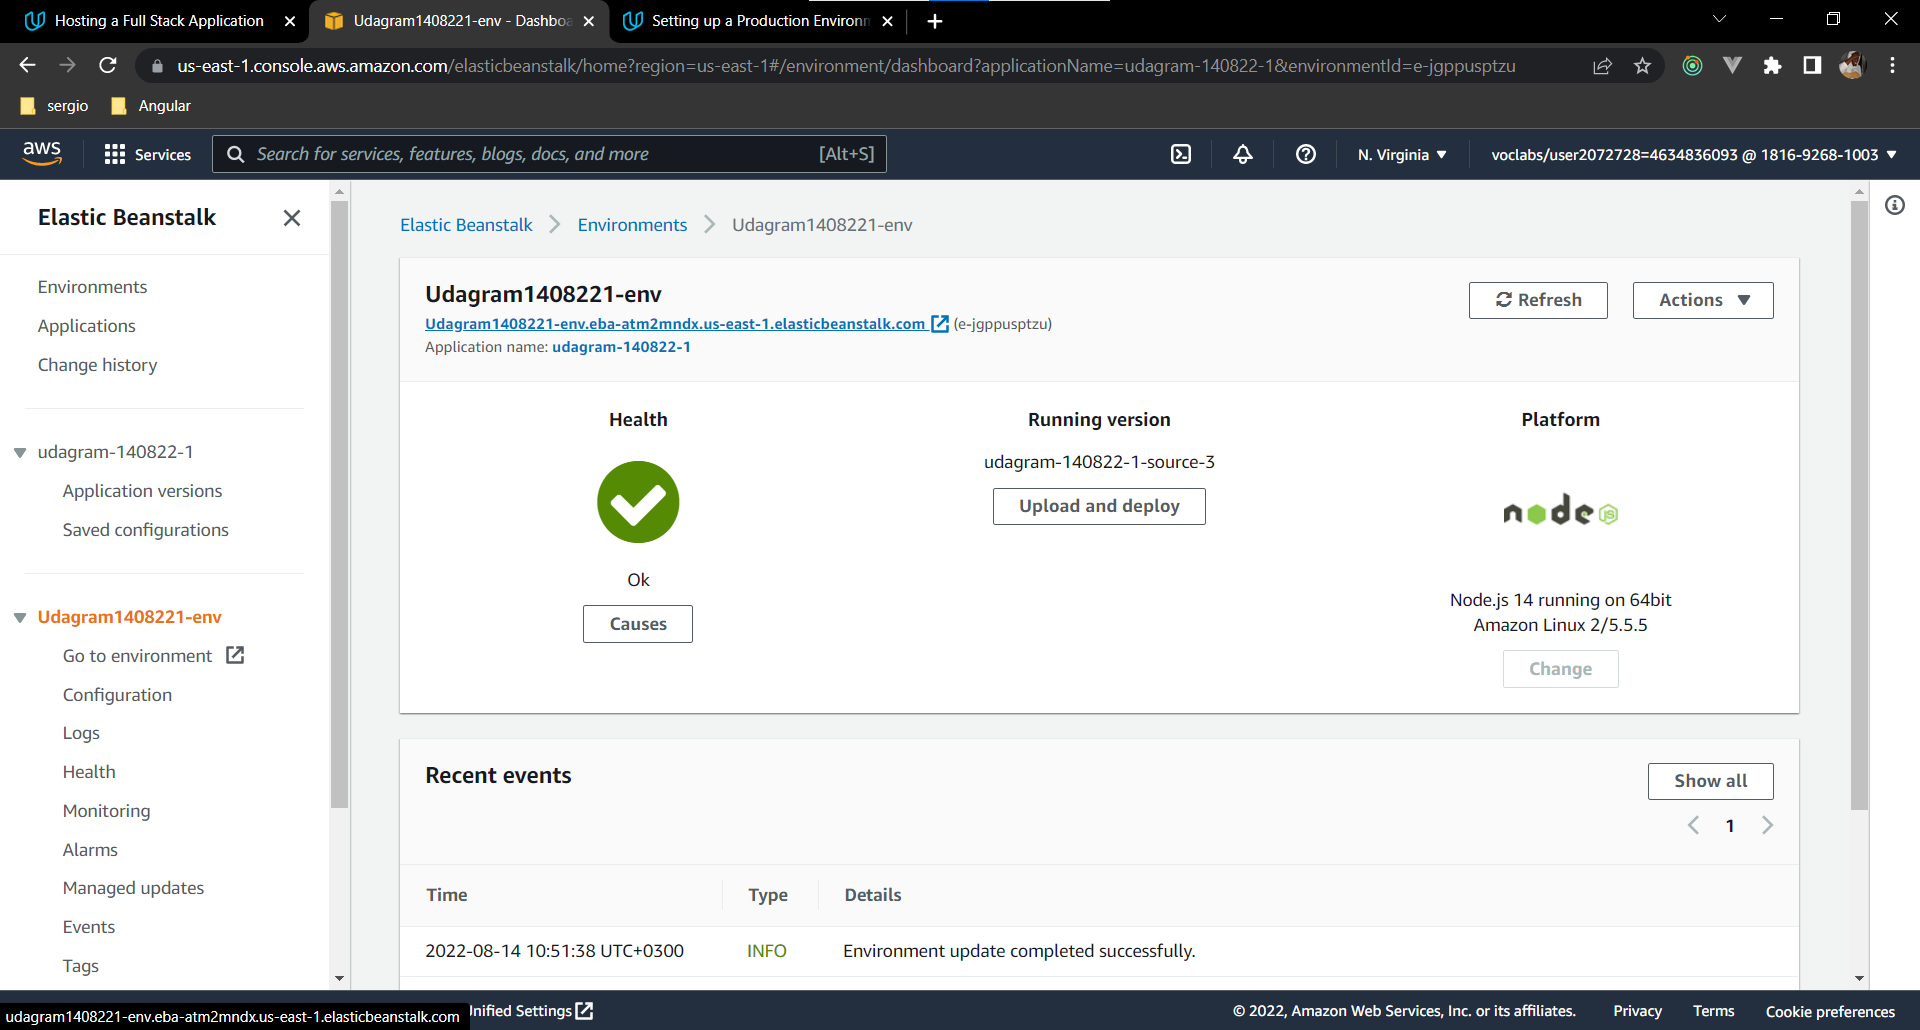 Hosting a Full Stack Application
Udagram1408221-env - Dashboa
Setting up a Production Environm
us-east-1.console.aws.amazon.com/elasticbeanstalk/home?region=us-east-1#/environment/dashboard?applicationName=udagram-140822-1&environmentId=e-jgppusptzu
sergio
Angular
aws
Services
Search for services, features, blogs, docs, and more
[Alt+S]
N. Virginia
voclabs/user2072728=4634836093 @ 1816-9268-1003
Elastic Beanstalk
Environments
Applications
Change history
udagram-140822-1
Application versions
Saved configurations
Udagram1408221-env
Go to environment
Configuration
Logs
Health
Monitoring
Alarms
Managed updates
Events
Tags
Elastic Beanstalk
Environments
Udagram1408221-env
Udagram1408221-env
Refresh
Actions
Udagram1408221-env.eba-atm2mndx.us-east-1.elasticbeanstalk.com (e-jgppusptzu)
Application name: udagram-140822-1
Health
Ok
Causes
Running version
udagram-140822-1-source-3
Upload and deploy
Platform
node JS
Node.js 14 running on 64bit
Amazon Linux 2/5.5.5
Change
Recent events
Show all
1
Time
Type
Details
2022-08-14 10:51:38 UTC+0300
INFO
Environment update completed successfully.
udagram1408221-env.eba-atm2mndx.us-east-1.elasticbeanstalk.com
nified Settings
© 2022, Amazon Web Services, Inc. or its affiliates.
Privacy
Terms
Cookie preferences